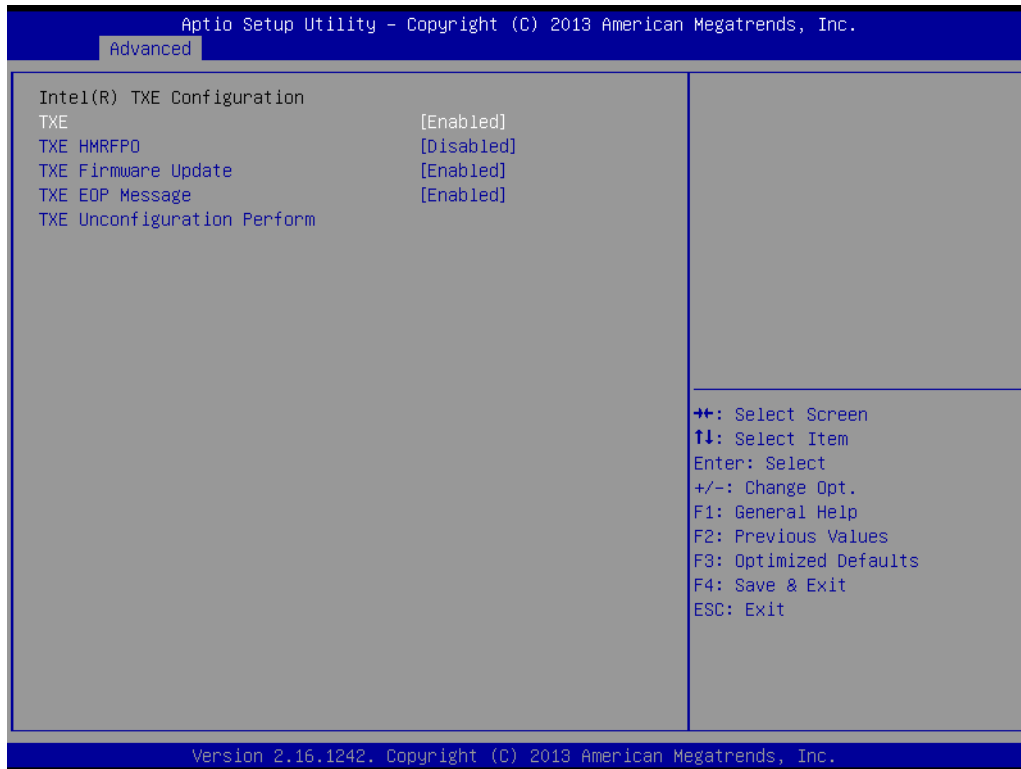 Aptio Setup Utility – Copyright (C) 2013 American Megatrends, Inc.
Advanced
Intel(R) TXE Configuration
TXE [Enabled]
TXE HMRFPO [Disabled]
TXE Firmware Update [Enabled]
TXE EOP Message [Enabled]
TXE Unconfiguration Perform
→←: Select Screen
↑↓: Select Item
Enter: Select
+/-: Change Opt.
F1: General Help
F2: Previous Values
F3: Optimized Defaults
F4: Save & Exit
ESC: Exit
Version 2.16.1242. Copyright (C) 2013 American Megatrends, Inc.